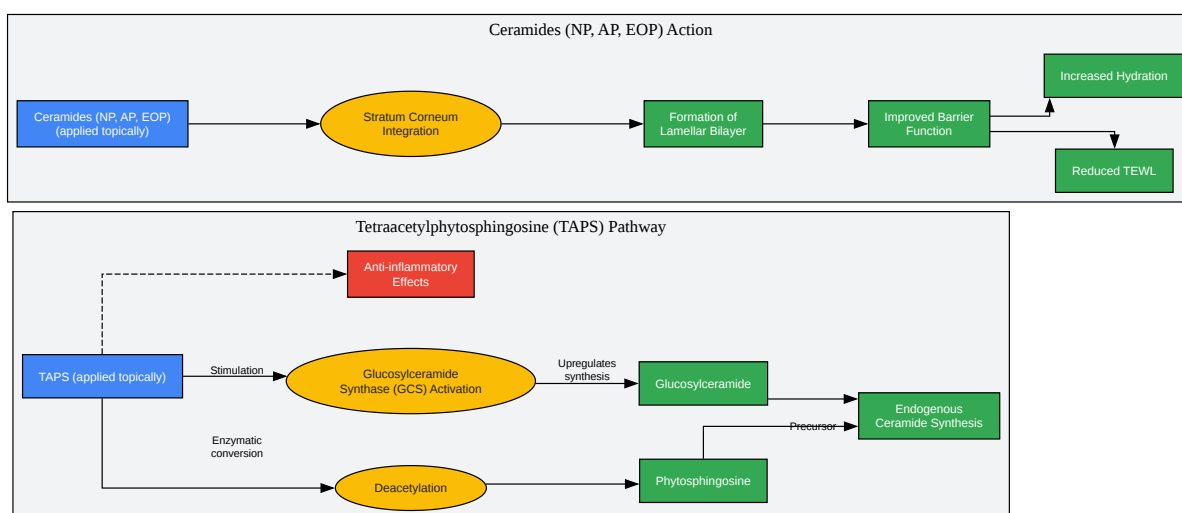 Ceramides (NP, AP, EOP) Action
Ceramides (NP, AP, EOP)
(applied topically)
Stratum Corneum
Integration
Formation of
Lamellar Bilayer
Improved Barrier
Function
Increased Hydration
Reduced TEWL
Tetraacetylphytosphingosine (TAPS) Pathway
Anti-inflammatory
Effects
TAPS (applied topically)
Stimulation
Glucosylceramide
Synthase (GCS) Activation
Upregulates
synthesis
Glucosylceramide
Endogenous
Ceramide Synthesis
Precursor
Enzymatic
conversion
Deacetylation
Phytosphingosine